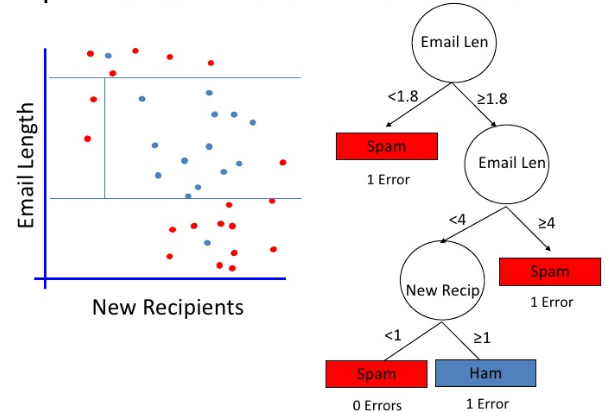 Email Length
New Recipients
Email Len
<1.8
≥1.8
Spam
1 Error
Email Len
<4
≥4
Spam
1 Error
New Recip
<1
≥1
Spam
0 Errors
Ham
1 Error